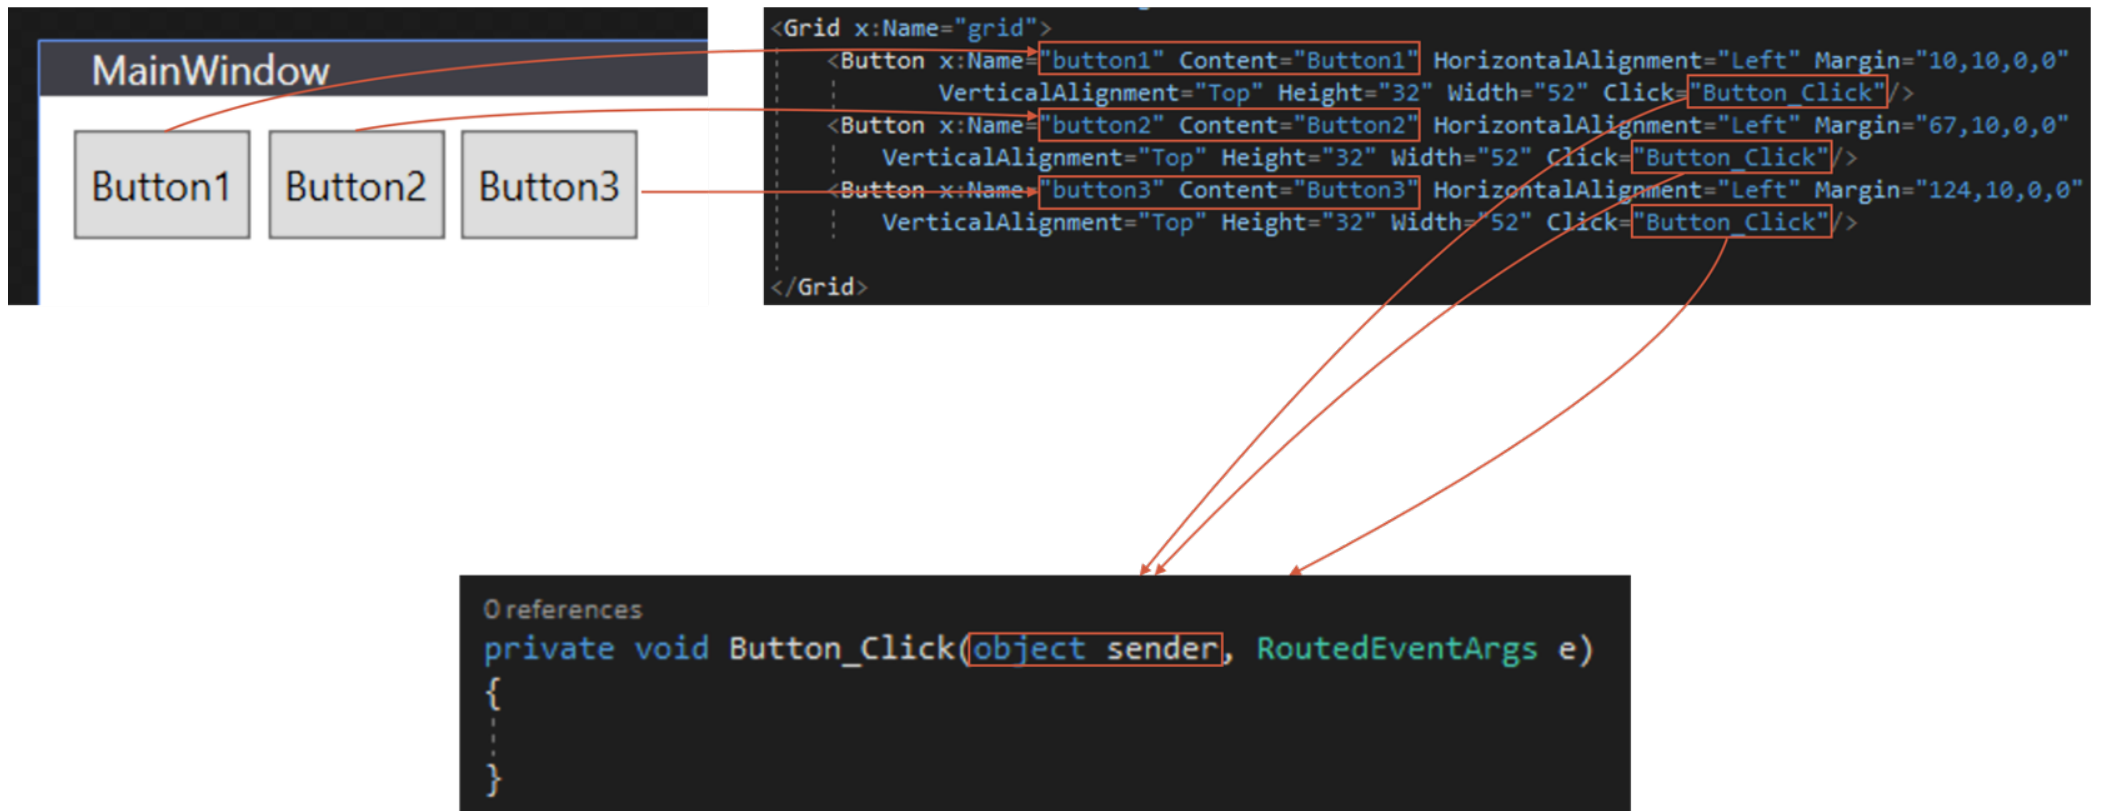 MainWindow
Button1 Button2 Button3
<Grid x:Name="grid">
<Button x:Name="button1" Content="Button1" HorizontalAlignment="Left" Margin="10,10,0,0"
VerticalAlignment="Top" Height="32" Width="52" Click="Button_Click"/>
<Button x:Name="button2" Content="Button2" HorizontalAlignment="Left" Margin="67,10,0,0"
VerticalAlignment="Top" Height="32" Width="52" Click="Button_Click"/>
<Button x:Name="button3" Content="Button3" HorizontalAlignment="Left" Margin="124,10,0,0"
VerticalAlignment="Top" Height="32" Width="52" Click="Button_Click"/>
</Grid>
0 references
private void Button_Click(object sender, RoutedEventArgs e)
{
}